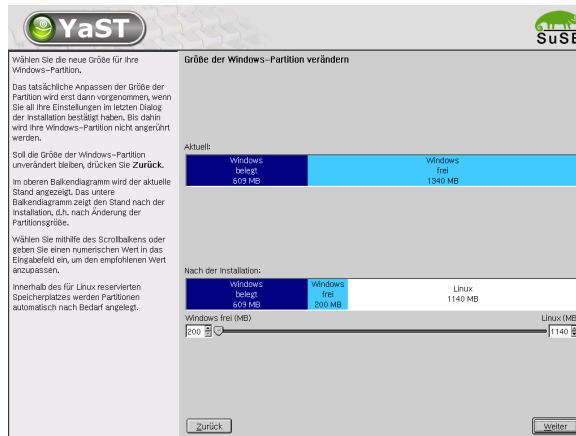 YaST
SuSE
Wählen Sie die neue Größe für Ihre
Windows-Partition.
Das tatsächliche Anpassen der Größe der
Partition wird erst dann vorgenommen, wenn
Sie all Ihre Einstellungen im letzten Dialog
der Installation bestätigt haben. Bis dahin
wird Ihre Windows-Partition nicht angerührt
werden.
Soll die Größe der Windows-Partition
unverändert bleiben, drücken Sie Zurück.
Im oberen Balkendiagramm wird der aktuelle
Stand angezeigt. Das untere
Balkendiagramm zeigt den Stand nach der
Installation, d.h. nach Änderung der
Partitionsgröße.
Wählen Sie mithilfe des Scrollbalkens oder
geben Sie einen numerischen Wert in das
Eingabefeld ein, um den empfohlenen Wert
anzupassen.
Innerhalb des für Linux reservierten
Speicherplatzes werden Partitionen
automatisch nach Bedarf angelegt.
Größe der Windows-Partition verändern
Aktuell:
Windows
belegt
609 MB
Windows
frei
1340 MB
Nach der Installation:
Windows
belegt
609 MB
Windows
frei
200 MB
Linux
1140 MB
Windows frei (MB)
Linux (MB
200
1140
Zurück
Weiter